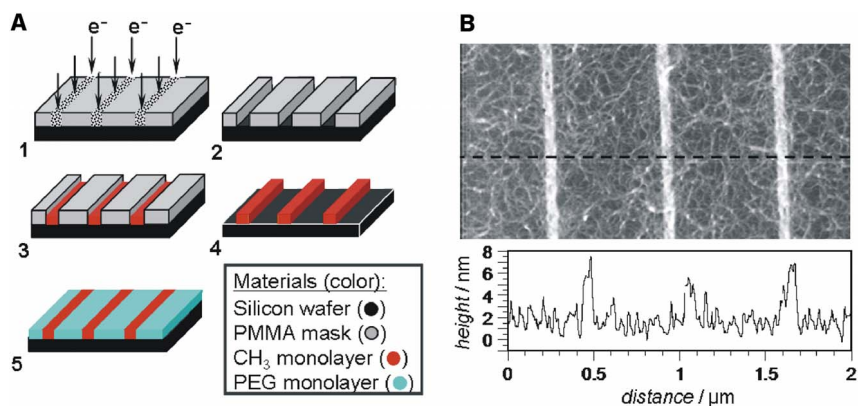 A
e⁻ e⁻ e⁻
1
2
3
4
5
Materials (color):
Silicon wafer ( )
PMMA mask ( )
CH₃ monolayer ( )
PEG monolayer ( )
B
height / nm
8
6
4
2
0
0 0.5 1 1.5 2
distance / µm